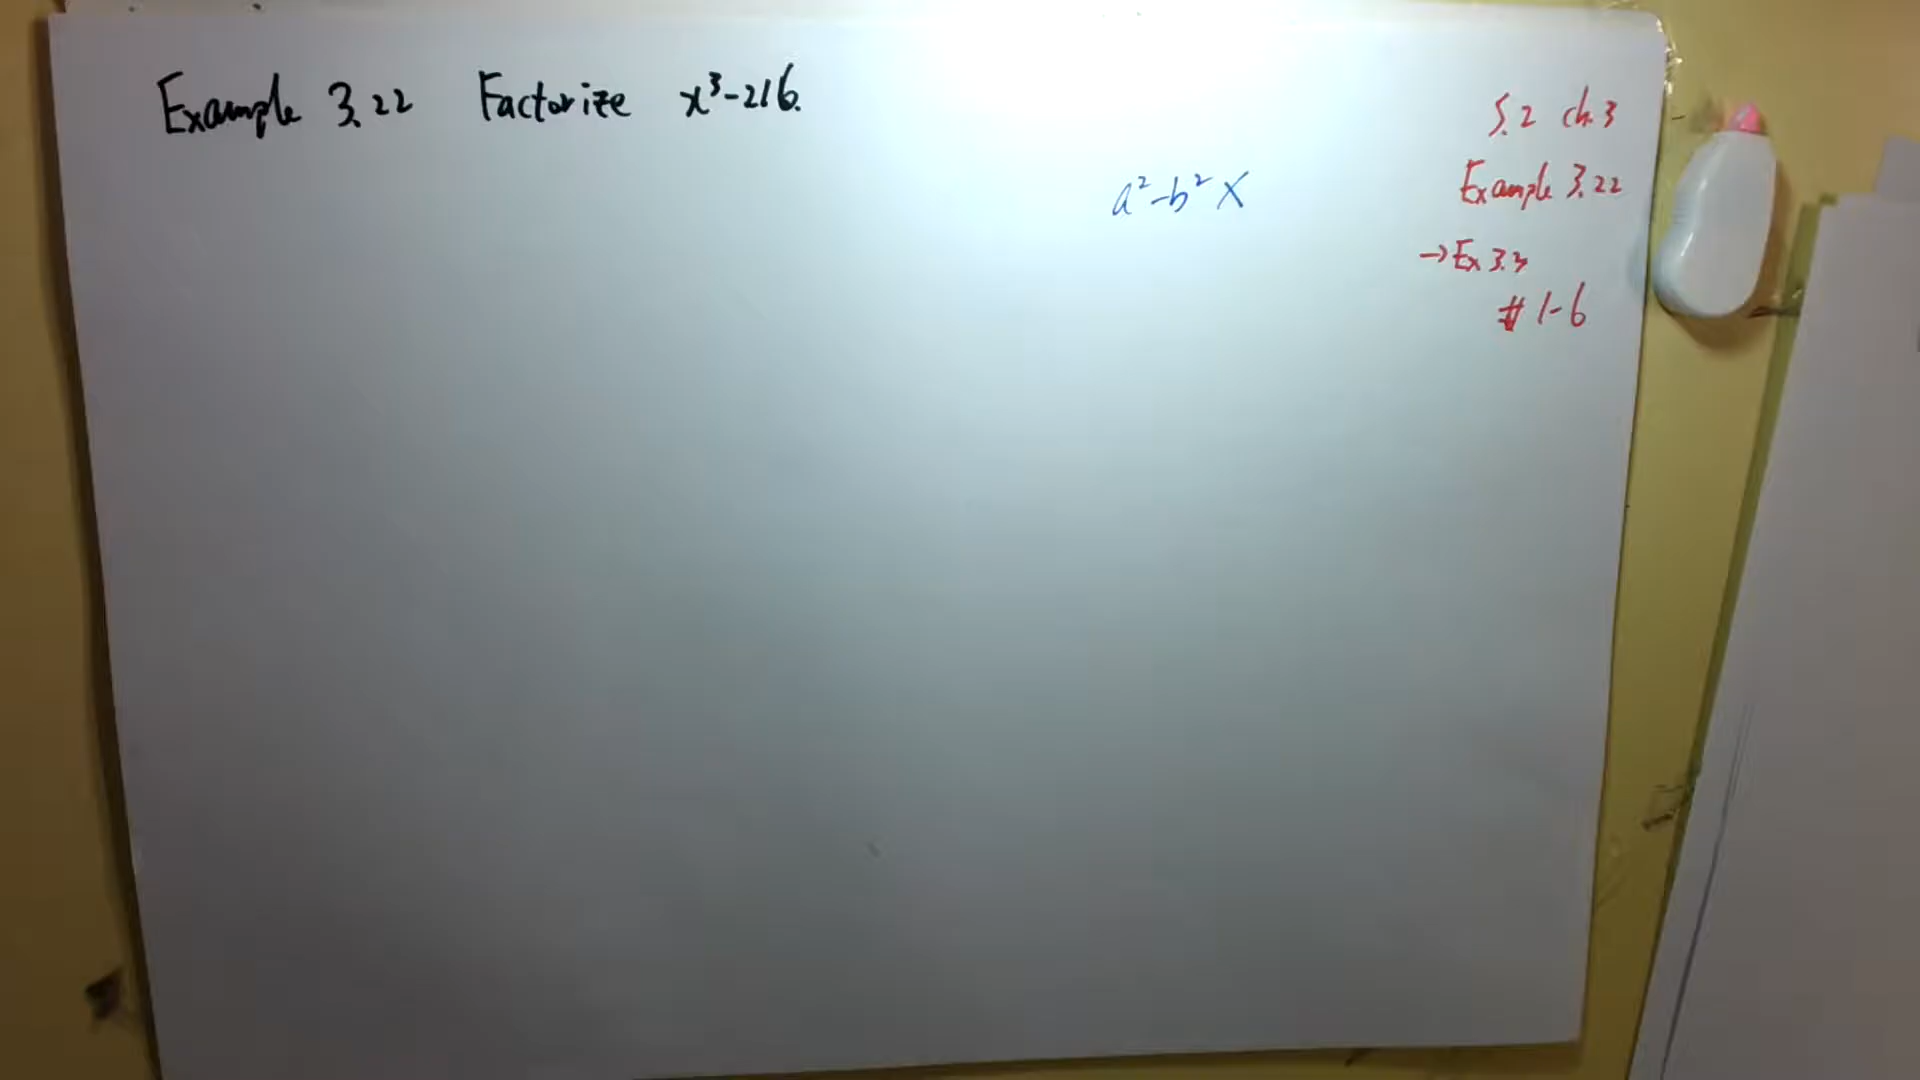 Example 3.22 Factorize x³-216.
a²-b² X
S.2 ch.3
Example 3.22
→Ex 3.3
# 1-6